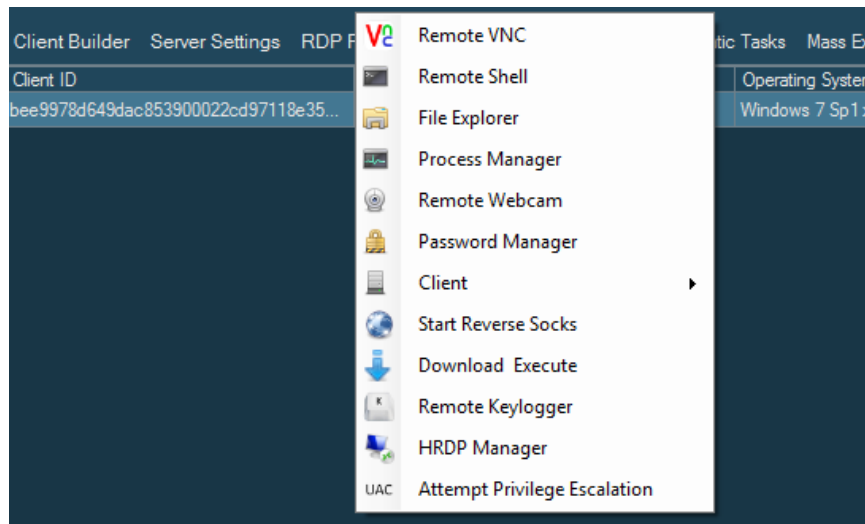 Client Builder Server Settings RDP tic Tasks Mass
Client ID Operating
bee9978d649dac853900022cd97118e35... Windows 7 Sp1
Remote VNC
Remote Shell
File Explorer
Process Manager
Remote Webcam
Password Manager
Client
Start Reverse Socks
Download Execute
K
Remote Keylogger
HRDP Manager
UAC Attempt Privilege Escalation